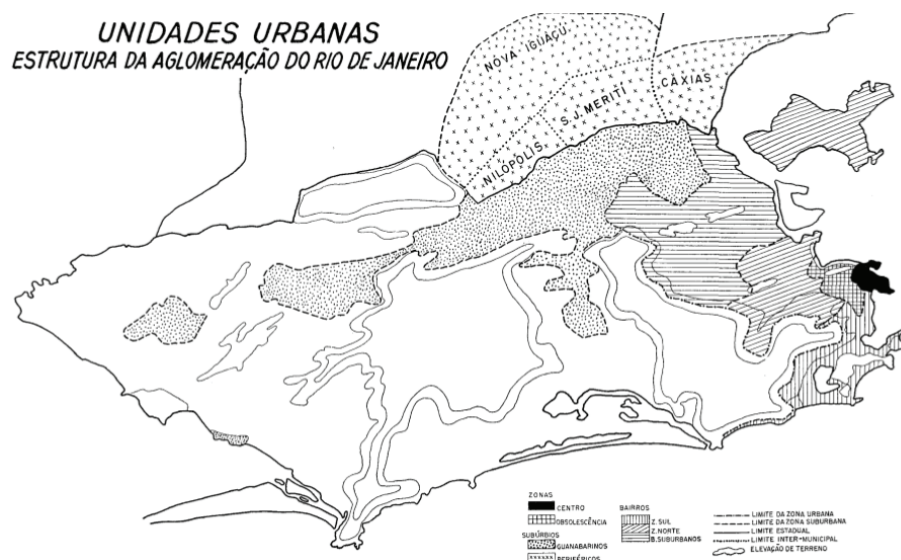 UNIDADES URBANAS
ESTRUTURA DA AGLOMERAÇÃO DO RIO DE JANEIRO
NOVA IGUAÇÚ
CAXIAS
S. J. MERITI
NILÓPOLIS
ZONAS
CENTRO
OBSOLESCÊNCIA
SUBÚRBIOS
GUANABARINOS
PERIFÉRICOS
BAIRROS
Z. SUL
Z. NORTE
B. SUBURBANOS
LIMITE DA ZONA URBANA
LIMITE DA ZONA SUBURBANA
LIMITE ESTADUAL
LIMITE INTER-MUNICIPAL
ELEVAÇÃO DE TERRENO